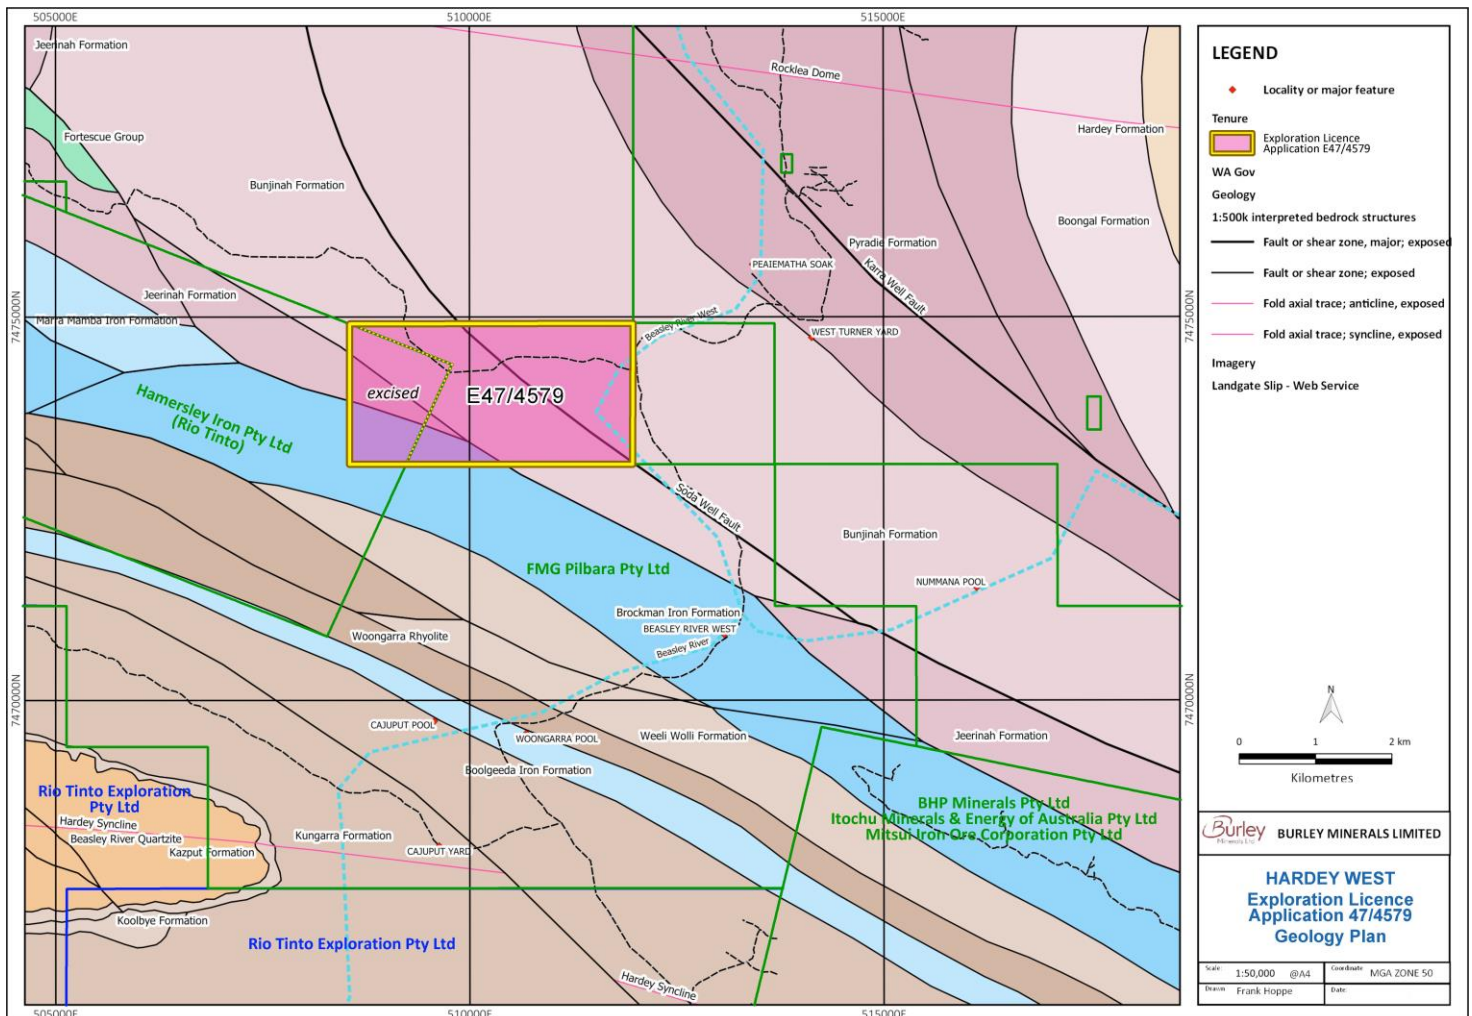 505000E
510000E
515000E
Jeerinah Formation
Rocklea Dome
Fortescue Group
Hardey Formation
Bunjinah Formation
Boongal Formation
Pyradie Formation
PEAIEMATHA SOAK
Karra Well Fault
Jeerinah Formation
7475000N
7475000N
Marra Mamba Iron Formation
Beasley River West
WEST TURNER YARD
excised
E47/4579
Hamersley Iron Pty Ltd
(Rio Tinto)
Soda Well Fault
Bunjinah Formation
FMG Pilbara Pty Ltd
NUMMANA POOL
Brockman Iron Formation
BEASLEY RIVER WEST
Woongarra Rhyolite
Beasley River
7470000N
7470000N
CAJUPUT POOL
WOONGARRA POOL
Weeli Wolli Formation
Jeerinah Formation
Boolgeeda Iron Formation
Rio Tinto Exploration
Pty Ltd
BHP Minerals Pty Ltd
Itochu Minerals & Energy of Australia Pty Ltd
Mitsui Iron Ore Corporation Pty Ltd
Hardey Syncline
Beasley River Quartzite
Kungarra Formation
Kazput Formation
CAJUPUT YARD
Koolbye Formation
Rio Tinto Exploration Pty Ltd
Hardey Syncline
505000E
510000E
515000E
LEGEND
Locality or major feature
Tenure
Exploration Licence
Application E47/4579
WA Gov
Geology
1:500k interpreted bedrock structures
Fault or shear zone, major; exposed
Fault or shear zone; exposed
Fold axial trace; anticline, exposed
Fold axial trace; syncline, exposed
Imagery
Landgate Slip - Web Service
N
0 1 2 km
Kilometres
Burley
Minerals Ltd
BURLEY MINERALS LIMITED
HARDEY WEST
Exploration Licence
Application 47/4579
Geology Plan
Scale: 1:50,000 @A4
Coordinate MGA ZONE 50
Drawn Frank Hoppe
Date: